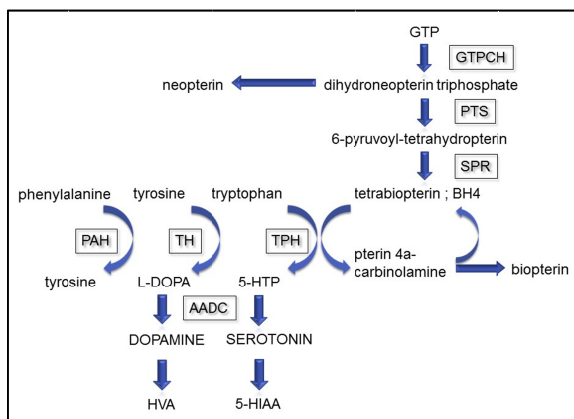 GTP
GTPCH
neopterin
dihydroneopterin triphosphate
PTS
6-pyruvoyl-tetrahydropterin
SPR
phenylalanine
tyrosine
tryptophan
tetrabiopterin ; BH4
PAH
TH
TPH
pterin 4a-
carbinolamine
biopterin
tyrosine
L-DOPA
5-HTP
AADC
DOPAMINE
SEROTONIN
HVA
5-HIAA